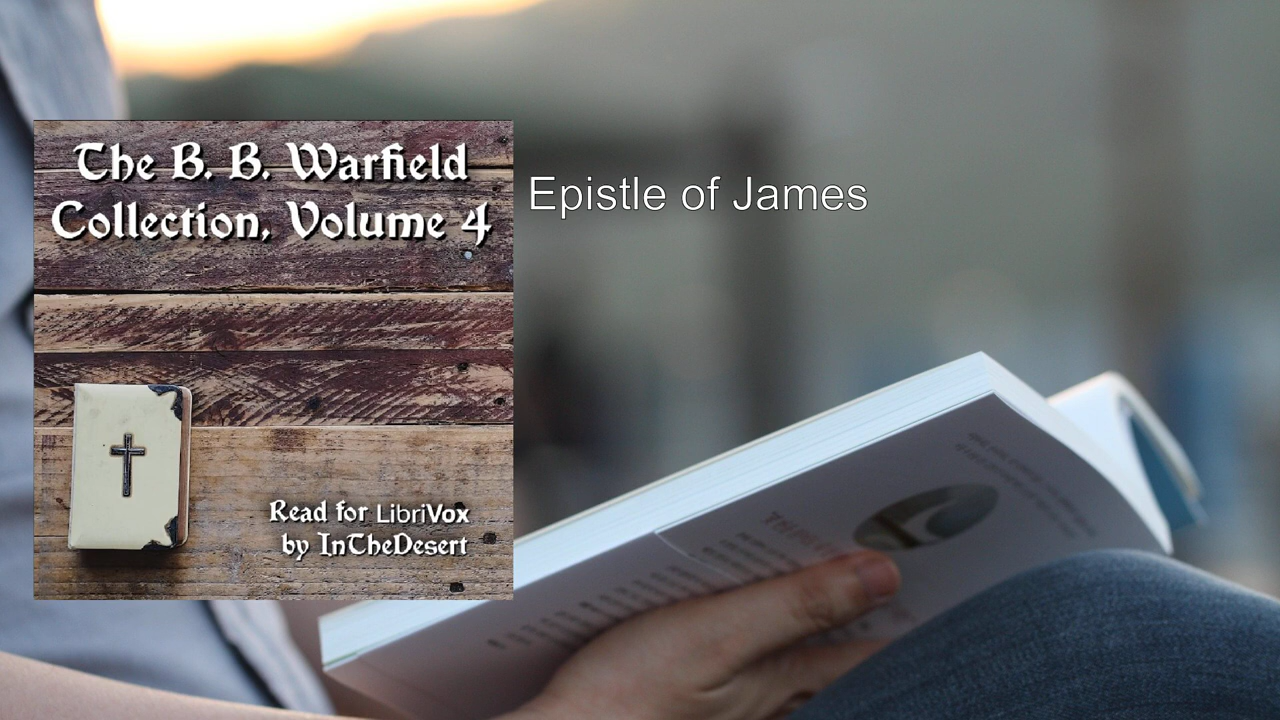 The B. B. Warfield
Collection, Volume 4
Epistle of James
Read for LibriVox
by InTheDesert